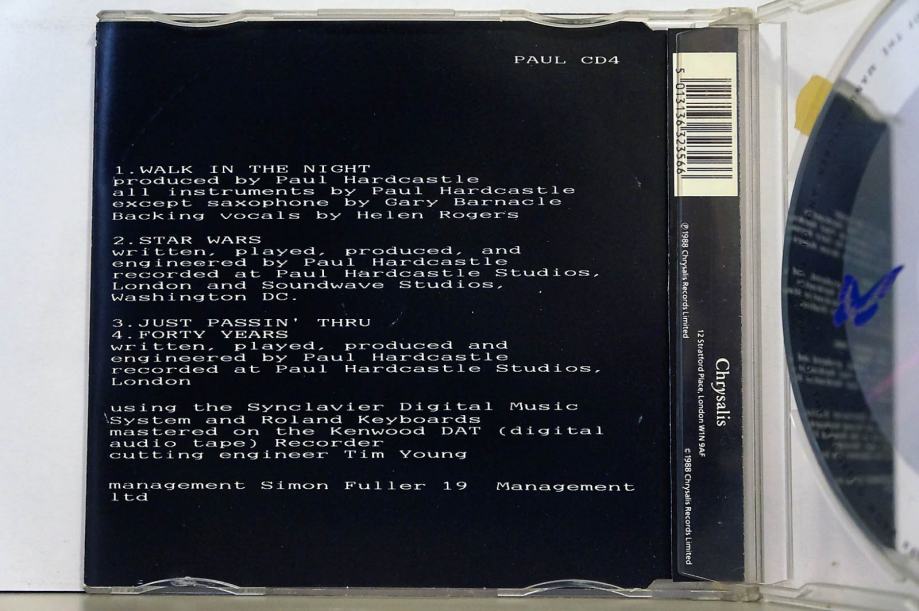 PAUL CD4
1.WALK IN THE NIGHT
produced by Paul Hardcastle
all instruments by Paul Hardcastle
except saxophone by Gary Barnacle
Backing vocals by Helen Rogers
2.STAR WARS
written, played, produced, and
engineered by Paul Hardcastle
recorded at Paul Hardcastle Studios,
London and Soundwave Studios,
Washington DC.
3.JUST PASSIN' THRU
4.FORTY YEARS
written, played, produced and
engineered by Paul Hardcastle
recorded at Paul Hardcastle Studios,
London
using the Synclavier Digital Music
System and Roland Keyboards
mastered on the Kenwood DAT (digital
audio tape) Recorder
cutting engineer Tim Young
management Simon Fuller 19 Management
ltd
5 013136 323566
℗ 1988 Chrysalis Records Limited
Chrysalis
12 Stratford Place, London W1N 9AF
© 1988 Chrysalis Records Limited